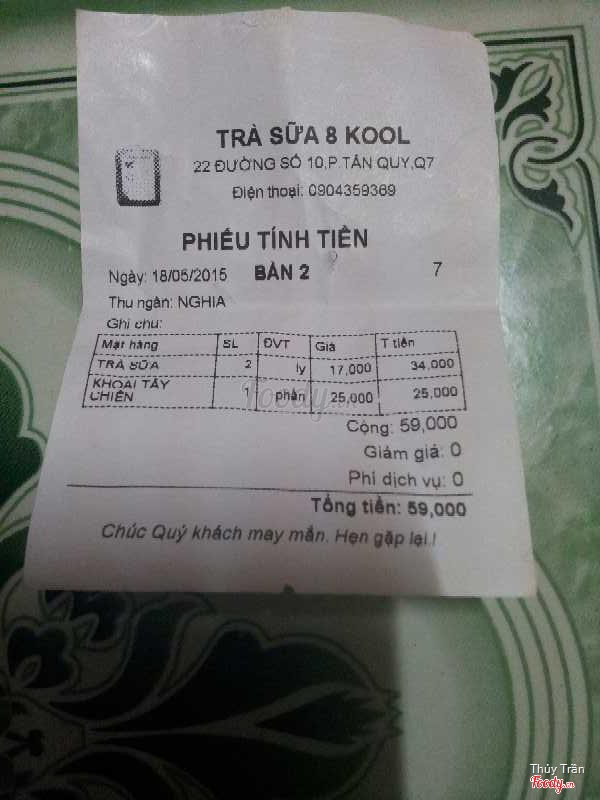 TRÀ SỮA 8 KOOL
22 ĐƯỜNG SỐ 10,P.TÂN QUY,Q7
Điện thoại: 0904359369
PHIẾU TÍNH TIỀN
Ngày: 18/05/2015 BÀN 2 7
Thu ngân: NGHIA
Ghi chu:
Mặt hàng SL ĐVT Giá T tiền
TRÀ SỮA 2 ly 17,000 34,000
KHOAI TÂY CHIÊN 1 phần 25,000 25,000
Cộng: 59,000
Giảm giá: 0
Phí dịch vụ: 0
Tổng tiền: 59,000
Chúc Quý khách may mắn. Hẹn gặp lại!
Foody.vn
Thúy Trần
Foody.vn